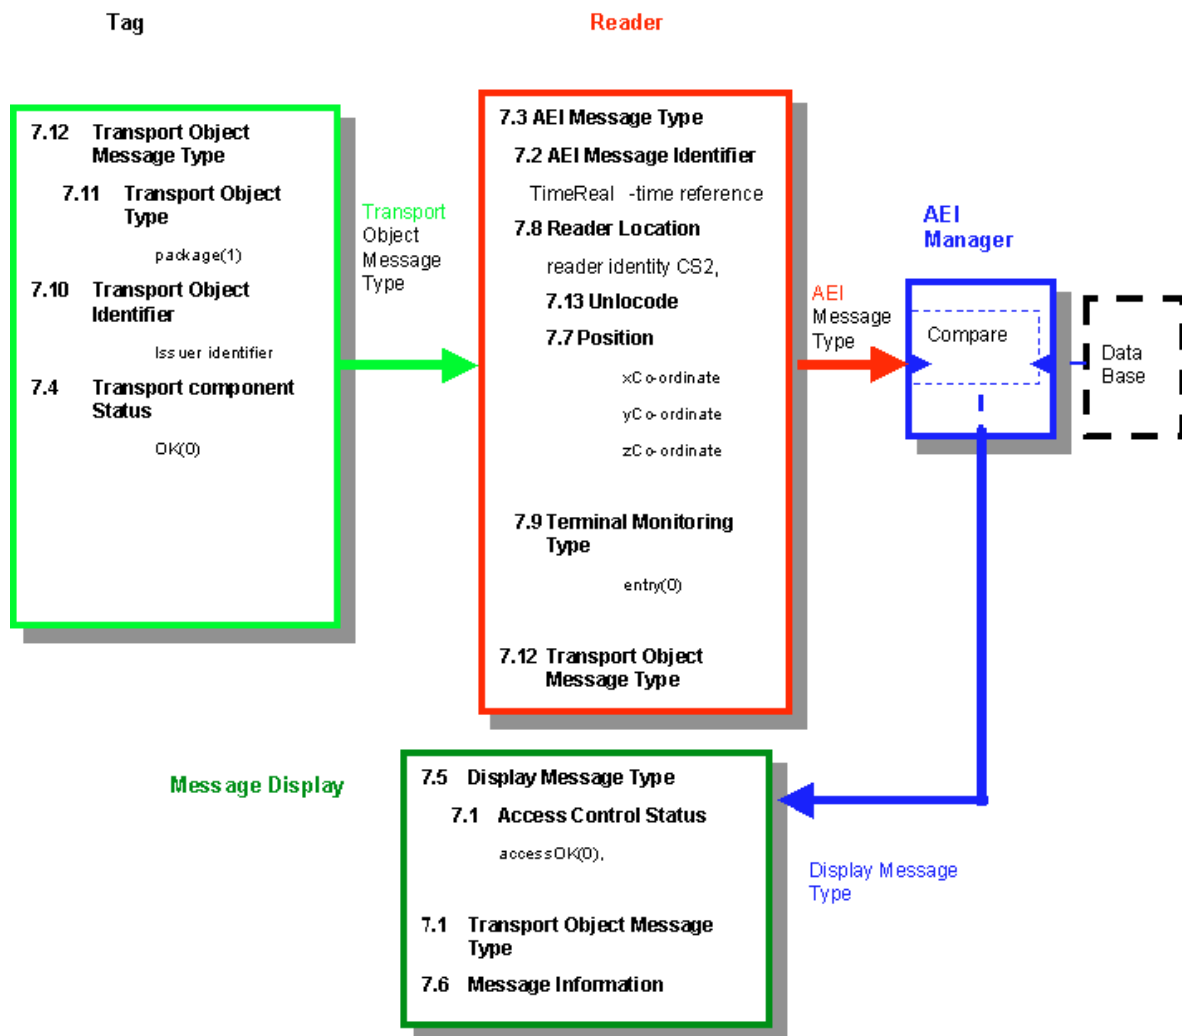 Tag
Reader
7.12 Transport Object
Message Type
7.11 Transport Object
Type
package(1)
7.10 Transport Object
Identifier
Issuer identifier
7.4 Transport component
Status
OK(0)
Transport
Object
Message
Type
7.3 AEI Message Type
7.2 AEI Message Identifier
TimeReal -time reference
7.8 Reader Location
reader identity CS2,
7.13 Unlocode
7.7 Position
xCo-ordinate
yCo-ordinate
zCo-ordinate
7.9 Terminal Monitoring
Type
entry(0)
7.12 Transport Object
Message Type
AEI
Message
Type
AEI
Manager
Compare
Data
Base
Message Display
7.5 Display Message Type
7.1 Access Control Status
accessOK(0),
7.1 Transport Object Message
Type
7.6 Message Information
Display Message
Type